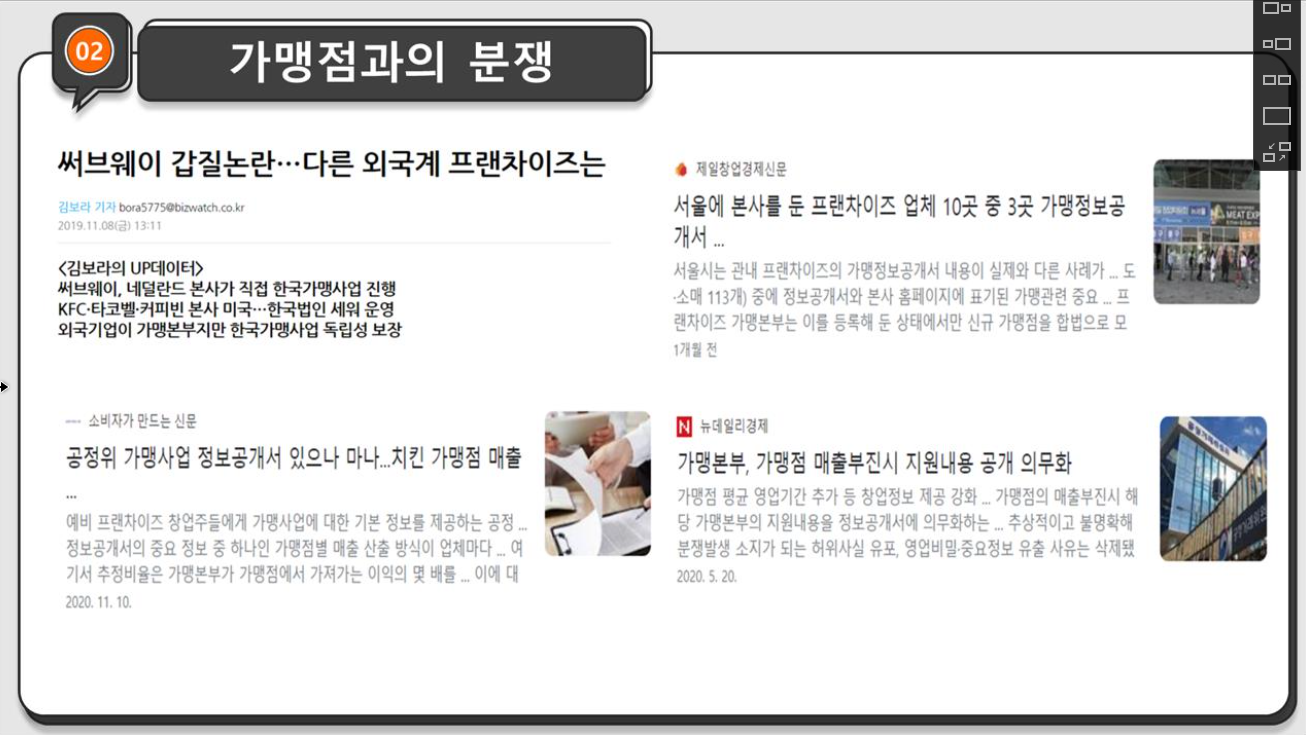 02
가맹점과의 분쟁
써브웨이 갑질논란…다른 외국계 프랜차이즈는
김보라 기자 bora5775@bizwatch.co.kr
2019.11.08(금) 13:11
<김보라의 UP데이터>
써브웨이, 네덜란드 본사가 직접 한국가맹사업 진행
KFC·타코벨·커피빈 본사 미국…한국법인 세워 운영
외국기업이 가맹본부지만 한국가맹사업 독립성 보장
제일창업경제신문
서울에 본사를 둔 프랜차이즈 업체 10곳 중 3곳 가맹정보공
개서 ...
서울시는 관내 프랜차이즈의 가맹정보공개서 내용이 실제와 다른 사례가 ... 도
·소매 113개) 중에 정보공개서와 본사 홈페이지에 표기된 가맹관련 중요 ... 프
랜차이즈 가맹본부는 이를 등록해 둔 상태에서만 신규 가맹점을 합법으로 모
1개월 전
MEAT EXP
소비자가 만드는 신문
공정위 가맹사업 정보공개서 있으나 마나...치킨 가맹점 매출
...
예비 프랜차이즈 창업주들에게 가맹사업에 대한 기본 정보를 제공하는 공정 ...
정보공개서의 중요 정보 중 하나인 가맹점별 매출 산출 방식이 업체마다 ... 여
기서 추정비율은 가맹본부가 가맹점에서 가져가는 이익의 몇 배를 ... 이에 대
2020. 11. 10.
N 뉴데일리경제
가맹본부, 가맹점 매출부진시 지원내용 공개 의무화
가맹점 평균 영업기간 추가 등 창업정보 제공 강화 ... 가맹점의 매출부진시 해
당 가맹본부의 지원내용을 정보공개서에 의무화하는 ... 추상적이고 불명확해
분쟁발생 소지가 되는 허위사실 유포, 영업비밀·중요정보 유출 사유는 삭제됐
2020. 5. 20.